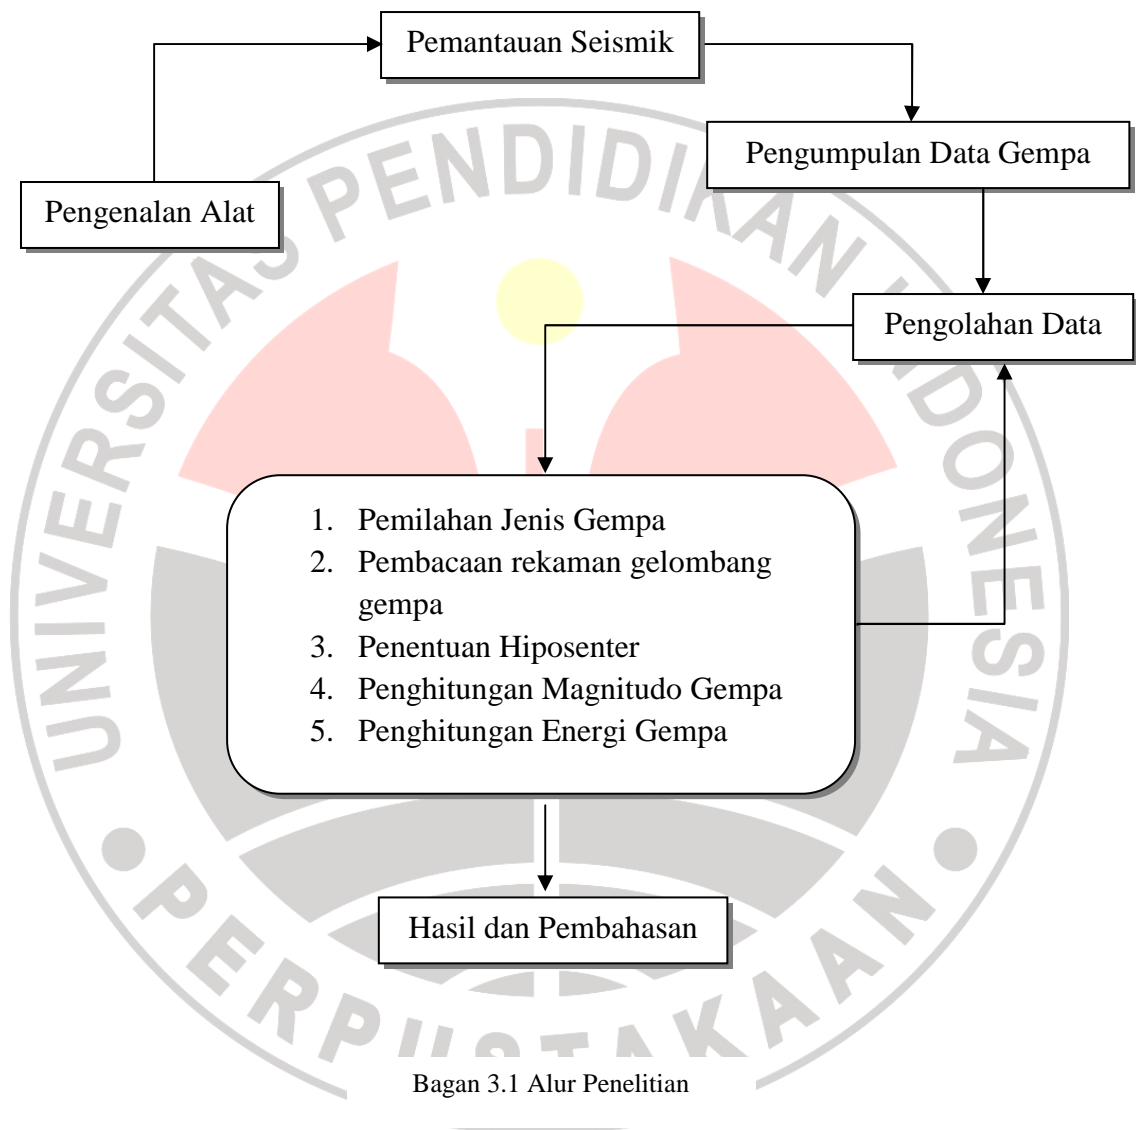 Pemantauan Seismik
Pengumpulan Data Gempa
Pengenalan Alat
Pengolahan Data
1. Pemilahan Jenis Gempa
2. Pembacaan rekaman gelombang
gempa
3. Penentuan Hiposenter
4. Penghitungan Magnitudo Gempa
5. Penghitungan Energi Gempa
Hasil dan Pembahasan
Bagan 3.1 Alur Penelitian
UNIVERSITAS PENDIDIKAN INDONESIA
PERPUSTAKAAN